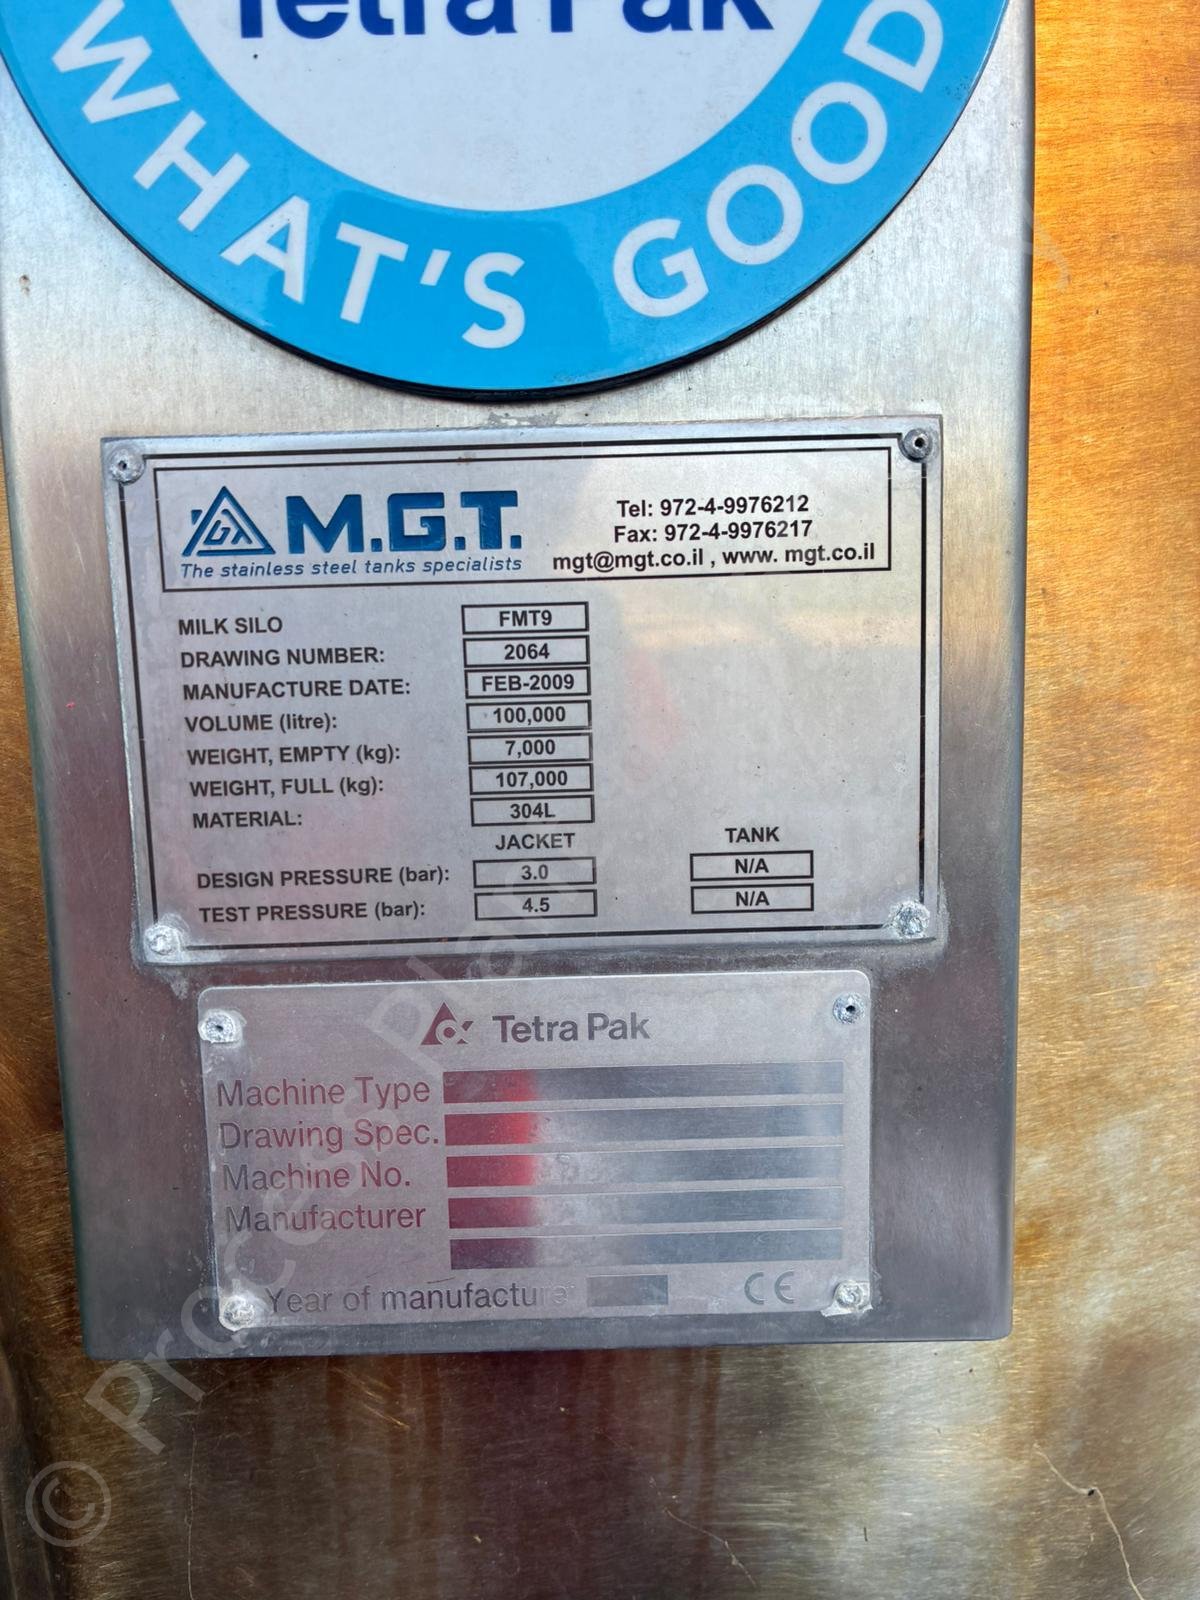 Tetra Pak
WHAT'S GOOD
M.G.T.
The stainless steel tanks specialists
Tel: 972-4-9976212
Fax: 972-4-9976217
mgt@mgt.co.il , www. mgt.co.il
MILK SILO FMT9
DRAWING NUMBER: 2064
MANUFACTURE DATE: FEB-2009
VOLUME (litre): 100,000
WEIGHT, EMPTY (kg): 7,000
WEIGHT, FULL (kg): 107,000
MATERIAL: 304L
JACKET TANK
DESIGN PRESSURE (bar): 3.0 N/A
TEST PRESSURE (bar): 4.5 N/A
Tetra Pak
Machine Type
Drawing Spec.
Machine No.
Manufacturer
Year of manufacture CE